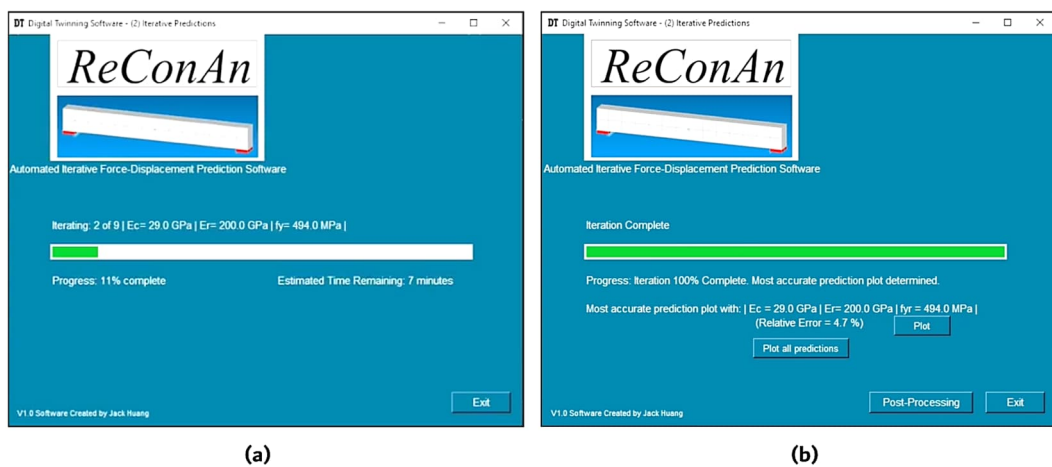 DT Digital Twinning Software - (2) Iterative Predictions
ReConAn
Automated Iterative Force-Displacement Prediction Software
Iterating: 2 of 9 | Ec= 29.0 GPa | Er= 200.0 GPa | fy= 494.0 MPa |
Progress: 11% complete
Estimated Time Remaining: 7 minutes
Exit
V1.0 Software Created by Jack Huang
(a)
DT Digital Twinning Software - (2) Iterative Predictions
ReConAn
Automated Iterative Force-Displacement Prediction Software
Iteration Complete
Progress: Iteration 100% Complete. Most accurate prediction plot determined.
Most accurate prediction plot with: | Ec = 29.0 GPa | Er= 200.0 GPa | fyr = 494.0 MPa |
(Relative Error = 4.7 %)
Plot
Plot all predictions
Post-Processing
Exit
V1.0 Software Created by Jack Huang
(b)